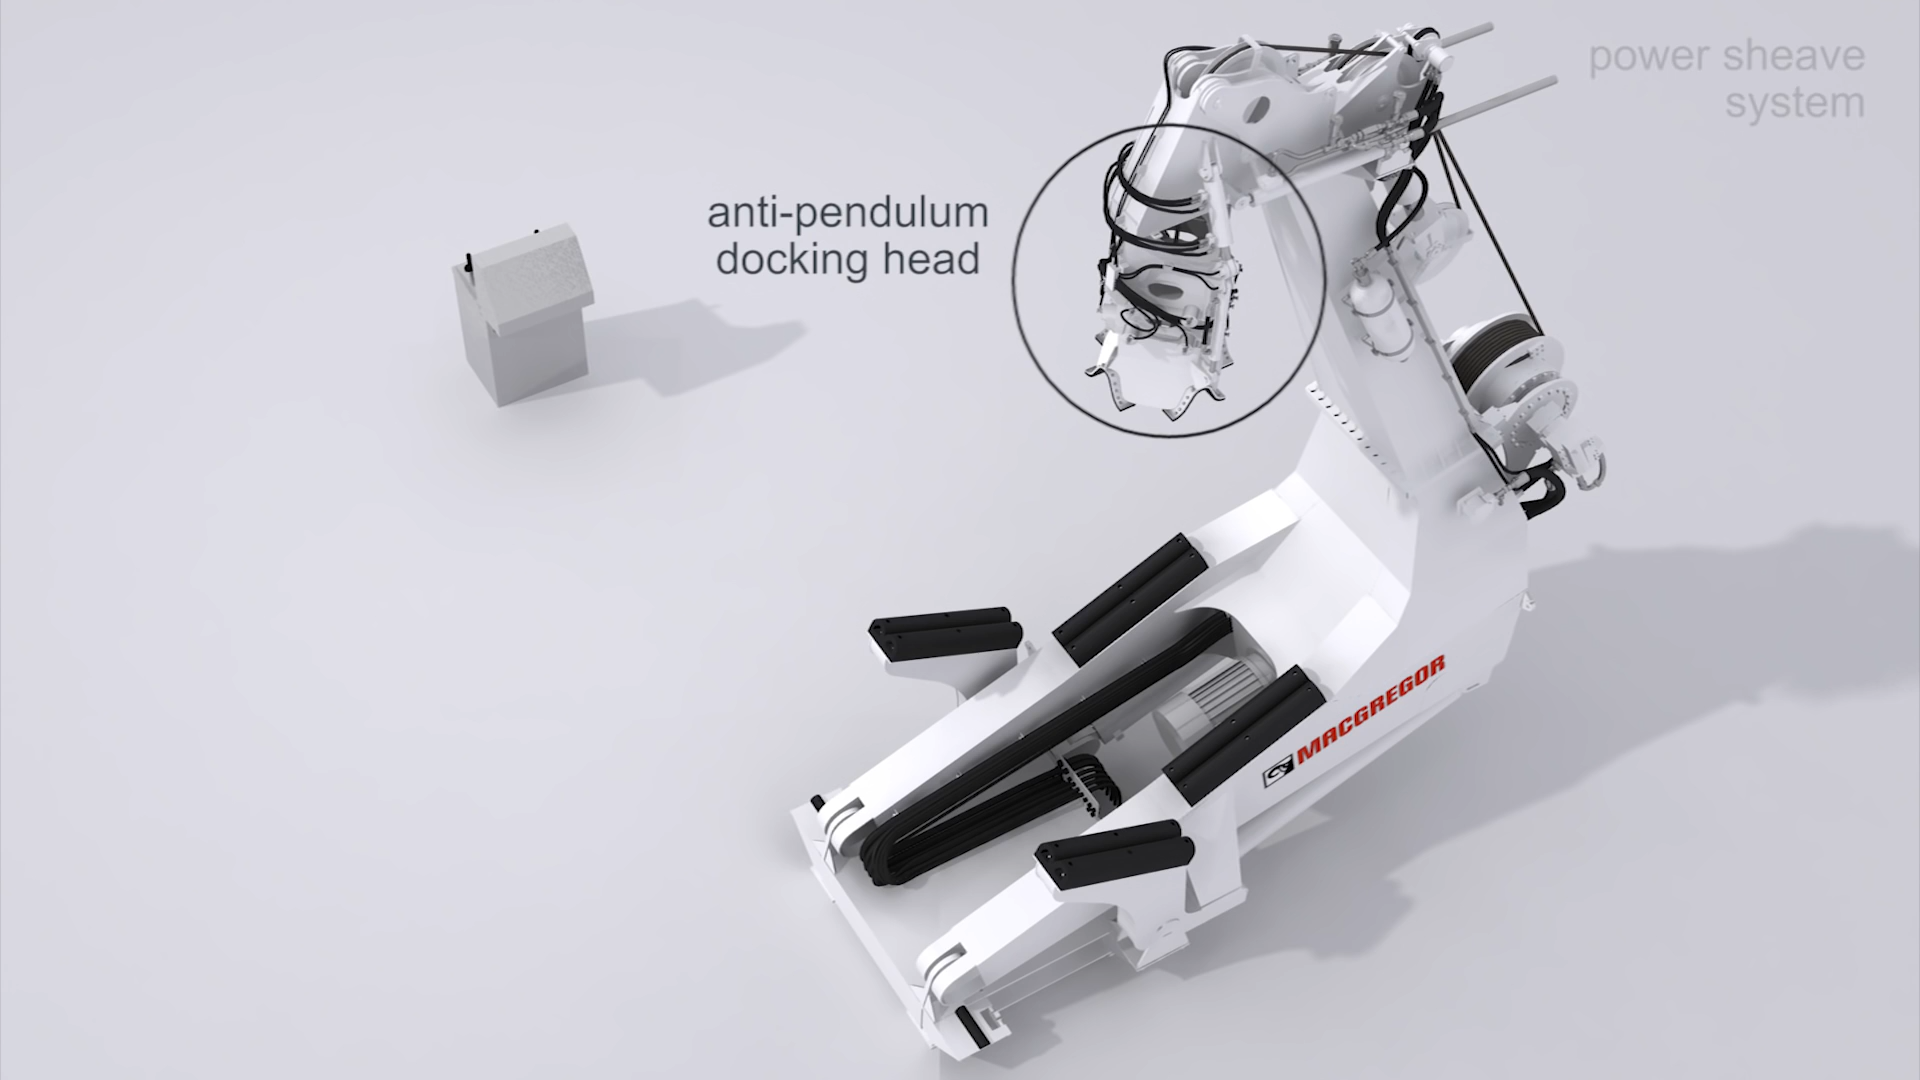 power sheave
system
anti-pendulum
docking head
MACGREGOR